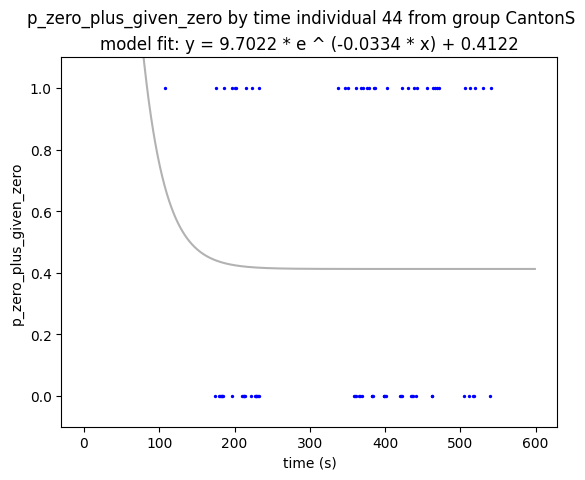 p_zero_plus_given_zero by time individual 44 from group CantonS
model fit: y = 9.7022 * e ^ (-0.0334 * x) + 0.4122
1.0
0.8
0.6
0.4
0.2
0.0
p_zero_plus_given_zero
0 100 200 300 400 500 600
time (s)